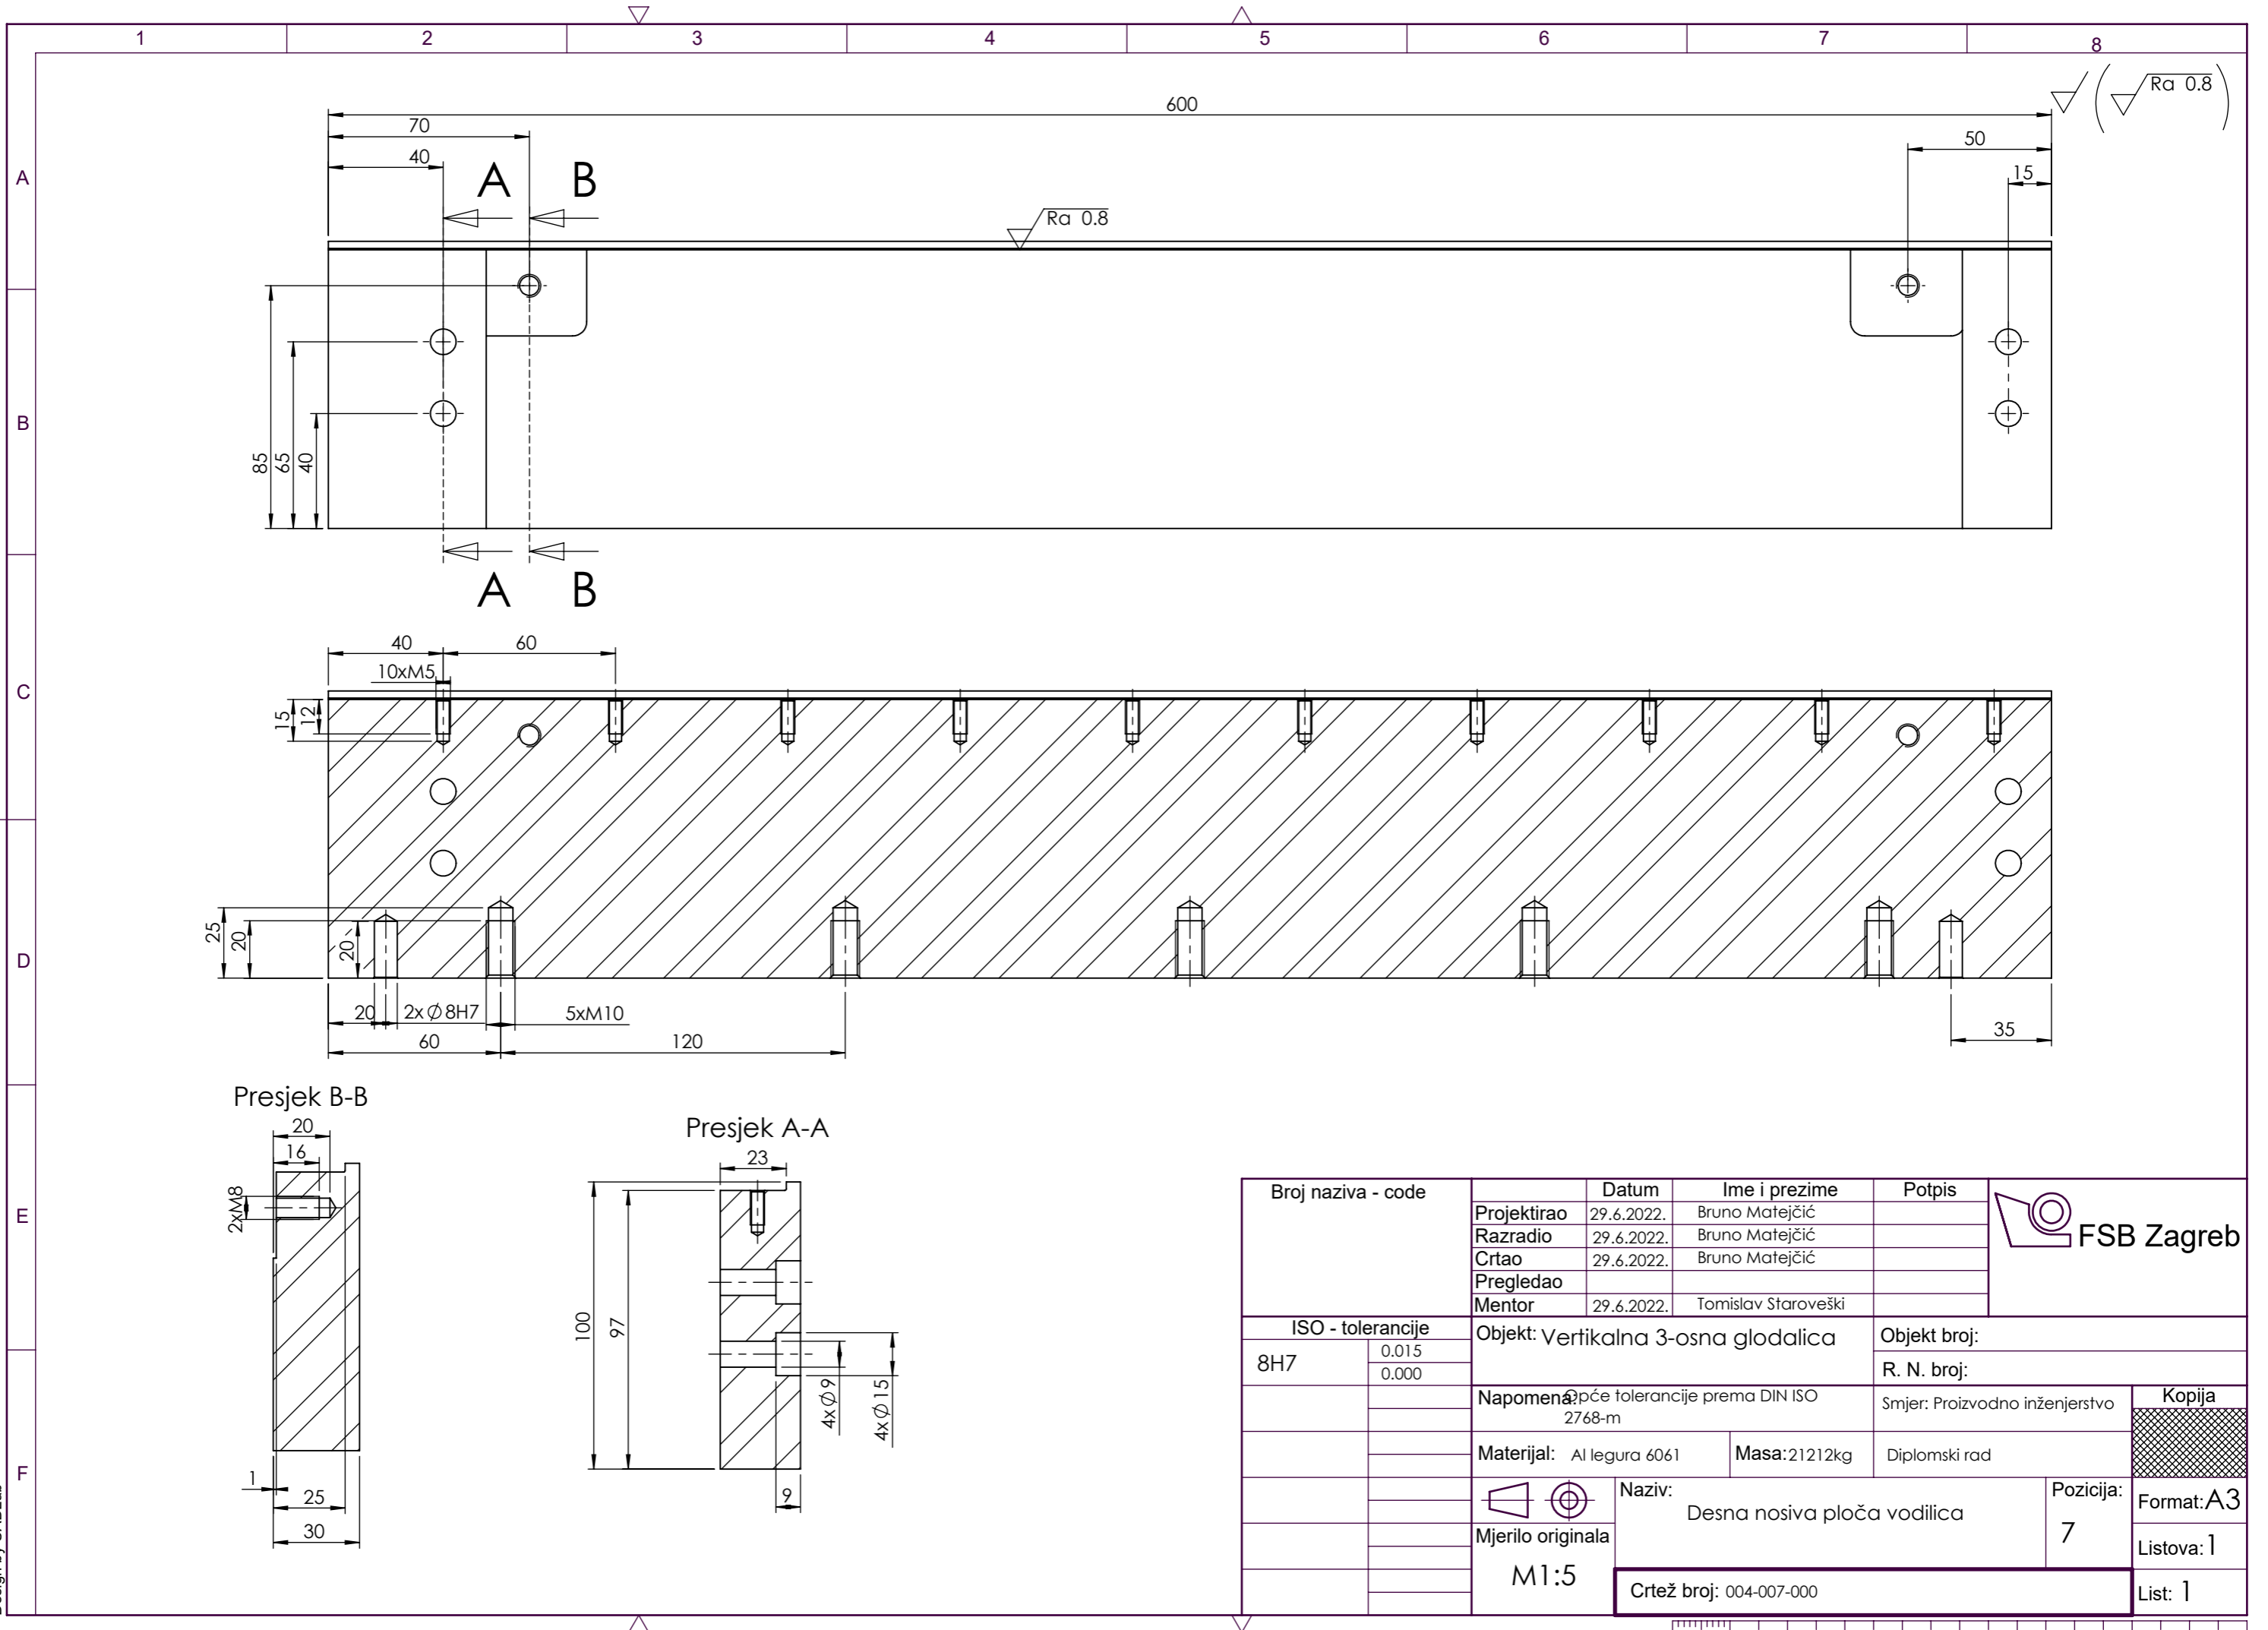 1 2 3 4 5 6 7 8
A
B
C
D
E
F
Ra 0.8
600
70
40
50
15
A B
Ra 0.8
85
65
40
A B
40
60
10xM5
15
12
25
20
20
20
2x Ø 8H7
5xM10
60
120
35
Presjek B-B
20
16
2xM8
1
25
30
Presjek A-A
23
100
97
4x Ø 9
4x Ø 15
9
Broj naziva - code
Datum Ime i prezime Potpis
Projektirao 29.6.2022. Bruno Matejčić
Razradio 29.6.2022. Bruno Matejčić
Crtao 29.6.2022. Bruno Matejčić
Pregledao
Mentor 29.6.2022. Tomislav Staroveški
FSB Zagreb
ISO - tolerancije
8H7 0.015
0.000
Objekt: Vertikalna 3-osna glodalica
Objekt broj:
R. N. broj:
Napomena: Opće tolerancije prema DIN ISO
2768-m
Smjer: Proizvodno inženjerstvo
Kopija
Materijal: Al legura 6061
Masa:21212kg
Diplomski rad
Naziv:
Desna nosiva ploča vodilica
Pozicija:
7
Format:A3
Mjerilo originala
M1:5
Listova:1
Crtež broj: 004-007-000
List: 1